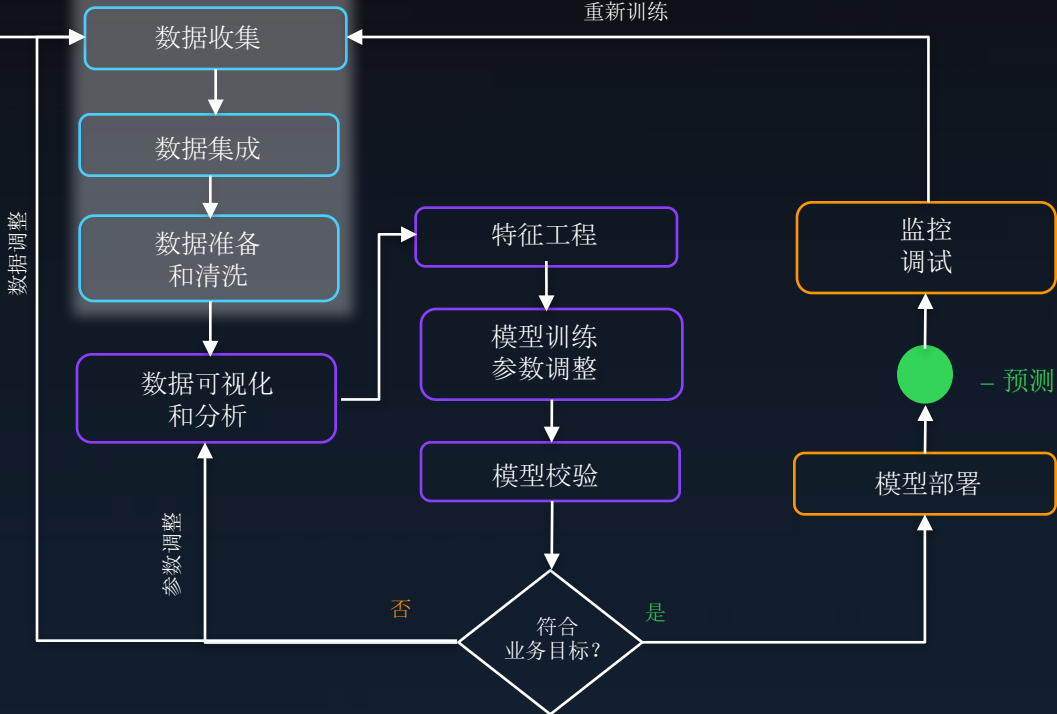 重新训练
数据收集
数据集成
数据准备
和清洗
数据可视化
和分析
数据调整
参数调整
特征工程
模型训练
参数调整
模型校验
符合
业务目标?
否
是
监控
调试
– 预测
模型部署